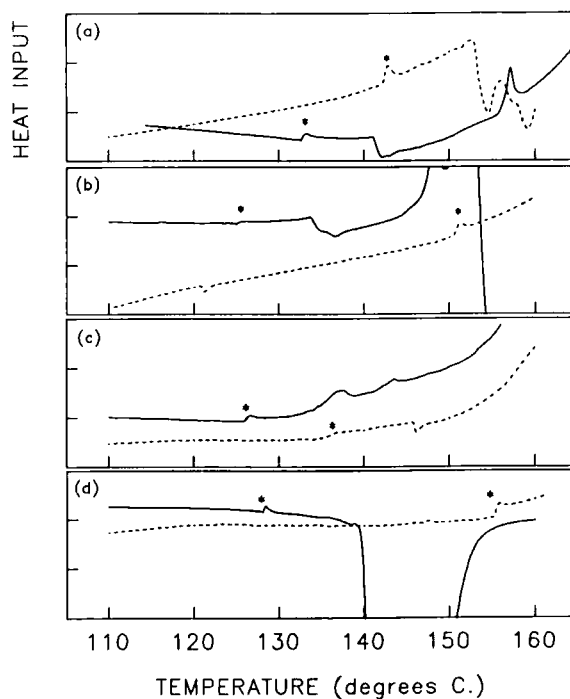 HEAT INPUT
(a)
*
*
(b)
*
*
(c)
*
*
(d)
*
*
110 120 130 140 150 160
TEMPERATURE (degrees C.)